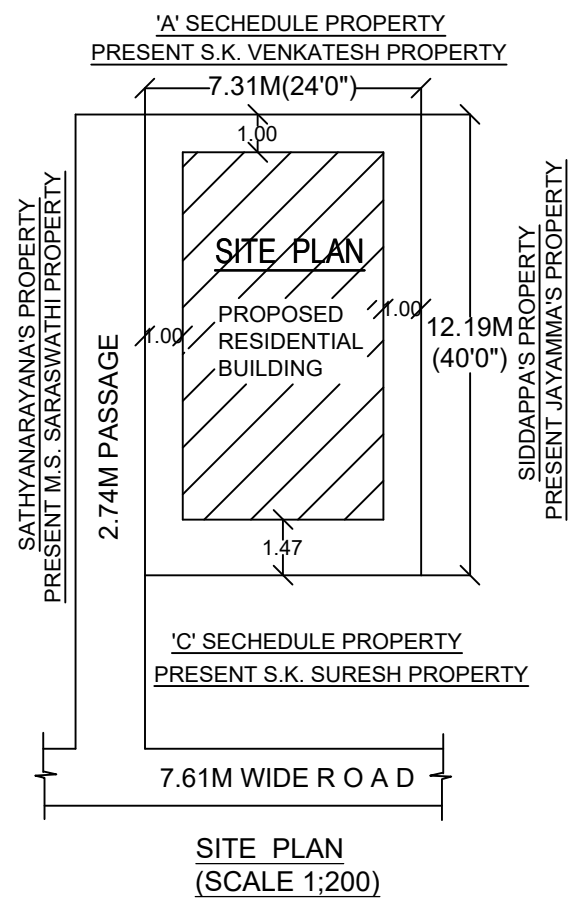 'A' SECHEDULE PROPERTY
PRESENT S.K. VENKATESH PROPERTY
7.31M(24'0")
1.00
SATHYANARAYANA'S PROPERTY
PRESENT M.S. SARASWATHI PROPERTY
2.74M PASSAGE
SITE PLAN
PROPOSED
RESIDENTIAL
BUILDING
1.00
1.00
12.19M
(40'0")
SIDDAPPA'S PROPERTY
PRESENT JAYAMMA'S PROPERTY
1.47
'C' SECHEDULE PROPERTY
PRESENT S.K. SURESH PROPERTY
7.61M WIDE R O A D
SITE PLAN
(SCALE 1;200)